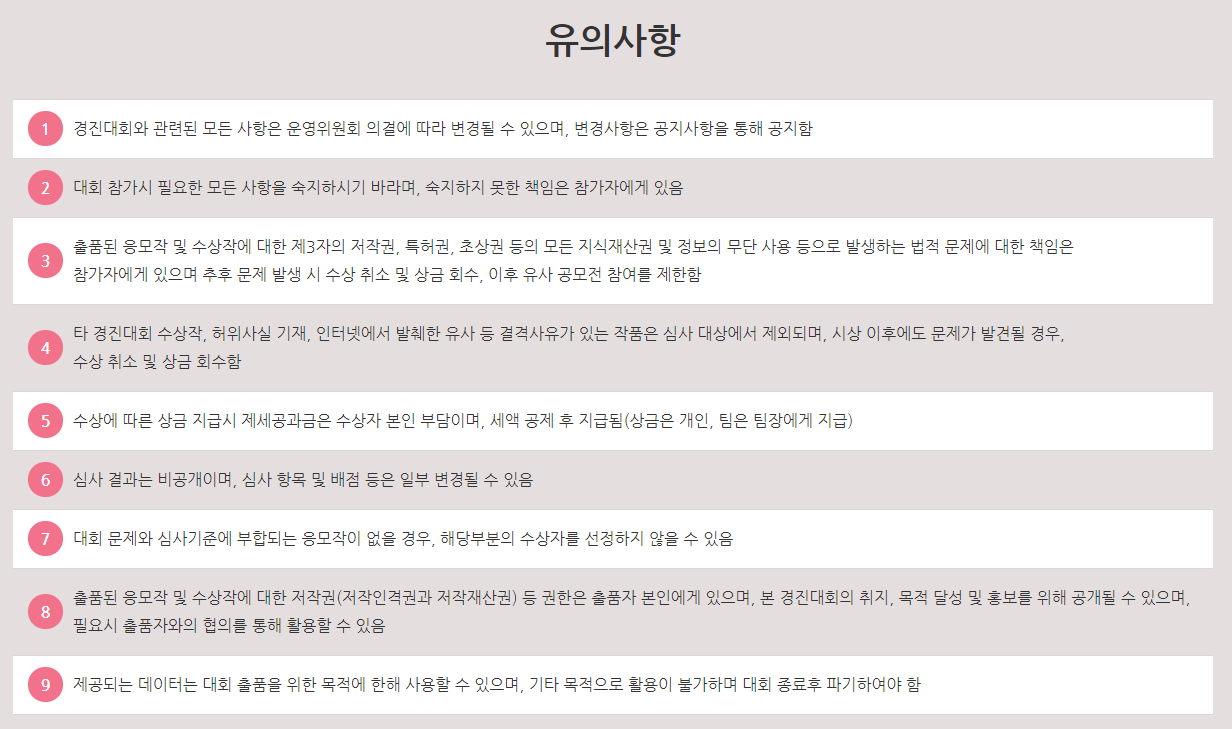 유의사항
1 경진대회와 관련된 모든 사항은 운영위원회 의결에 따라 변경될 수 있으며, 변경사항은 공지사항을 통해 공지함
2 대회 참가시 필요한 모든 사항을 숙지하시기 바라며, 숙지하지 못한 책임은 참가자에게 있음
3 출품된 응모작 및 수상작에 대한 제3자의 저작권, 특허권, 초상권 등의 모든 지식재산권 및 정보의 무단 사용 등으로 발생하는 법적 문제에 대한 책임은
참가자에게 있으며 추후 문제 발생 시 수상 취소 및 상금 회수, 이후 유사 공모전 참여를 제한함
4 타 경진대회 수상작, 허위사실 기재, 인터넷에서 발췌한 유사 등 결격사유가 있는 작품은 심사 대상에서 제외되며, 시상 이후에도 문제가 발견될 경우,
수상 취소 및 상금 회수함
5 수상에 따른 상금 지급시 제세공과금은 수상자 본인 부담이며, 세액 공제 후 지급됨(상금은 개인, 팀은 팀장에게 지급)
6 심사 결과는 비공개이며, 심사 항목 및 배점 등은 일부 변경될 수 있음
7 대회 문제와 심사기준에 부합되는 응모작이 없을 경우, 해당부분의 수상자를 선정하지 않을 수 있음
8 출품된 응모작 및 수상작에 대한 저작권(저작인격권과 저작재산권) 등 권한은 출품자 본인에게 있으며, 본 경진대회의 취지, 목적 달성 및 홍보를 위해 공개될 수 있으며,
필요시 출품자와의 협의를 통해 활용할 수 있음
9 제공되는 데이터는 대회 출품을 위한 목적에 한해 사용할 수 있으며, 기타 목적으로 활용이 불가하며 대회 종료후 파기하여야 함